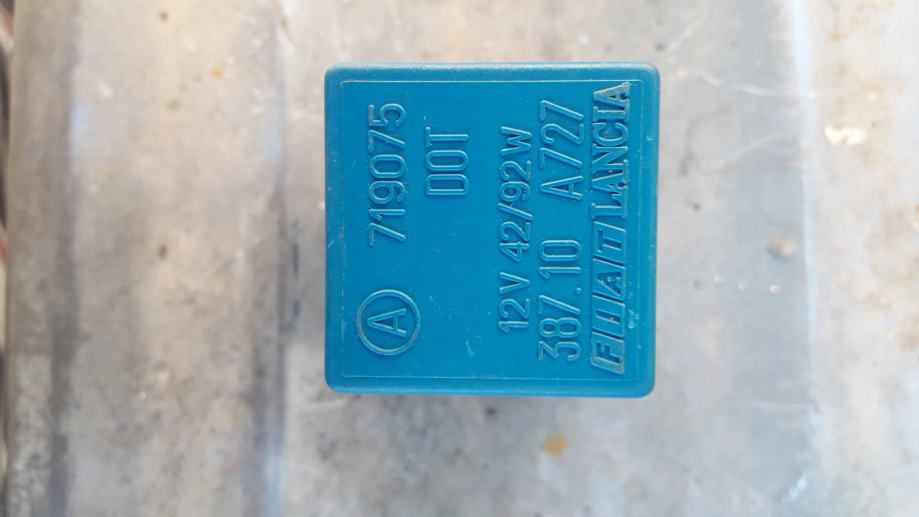 719075
DOT
A
12V 42/92W
387.10 A727
FIAT LANCIA